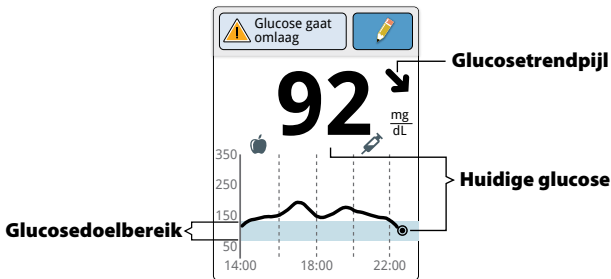 Glucose gaat
omlaag
Glucosetrendpijl
92
mg
dL
350
250
Huidige glucose
150
Glucosedoelbereik
50
14:00 18:00 22:00